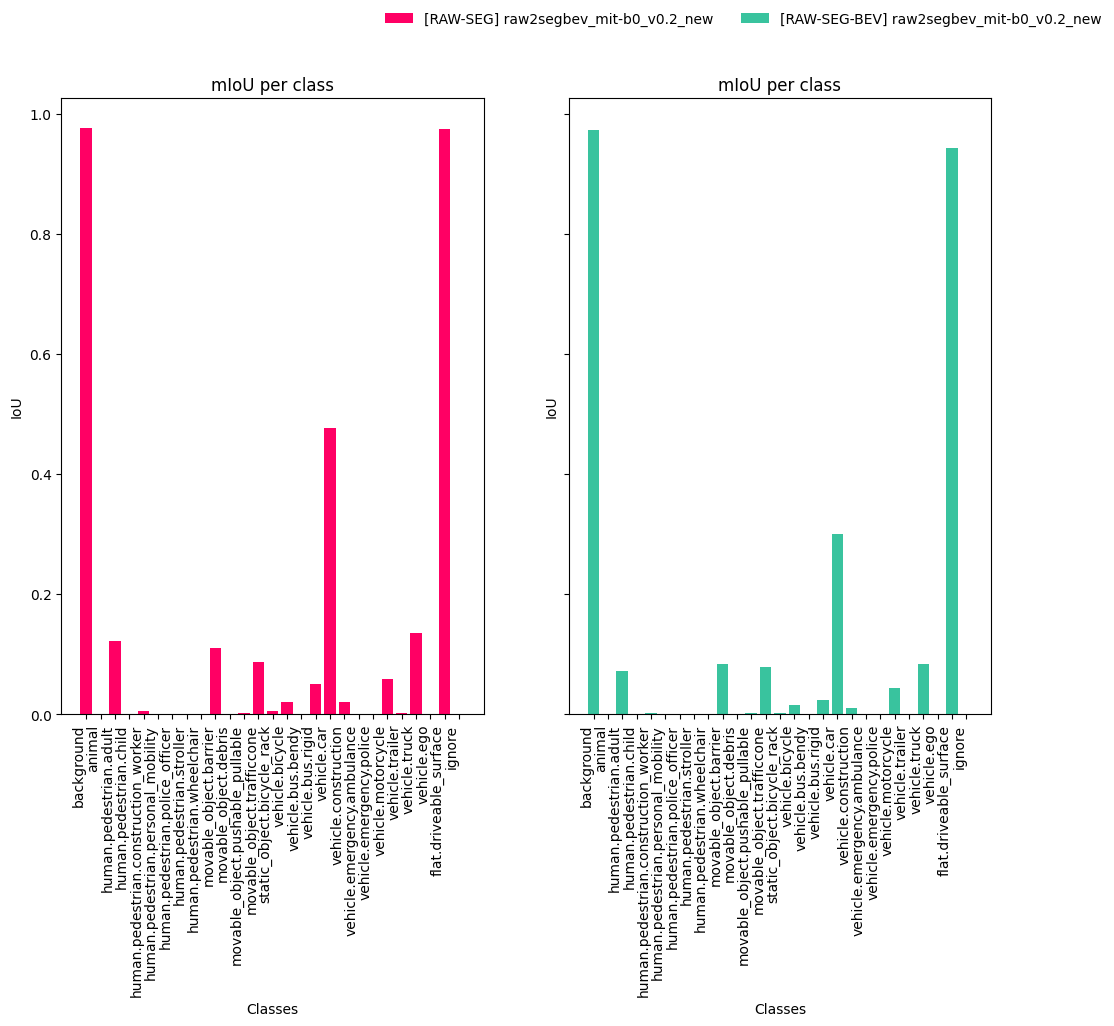 [RAW-SEG] raw2segbev_mit-b0_v0.2_new
[RAW-SEG-BEV] raw2segbev_mit-b0_v0.2_new
mIoU per class
IoU
1.0
0.8
0.6
0.4
0.2
0.0
background
animal
human.pedestrian.adult
human.pedestrian.child
human.pedestrian.construction_worker
human.pedestrian.personal_mobility
human.pedestrian.police_officer
human.pedestrian.stroller
human.pedestrian.wheelchair
movable_object.barrier
movable_object.debris
movable_object.pushable_pullable
movable_object.trafficcone
static_object.bicycle_rack
vehicle.bicycle
vehicle.bus.bendy
vehicle.bus.rigid
vehicle.car
vehicle.construction
vehicle.emergency.ambulance
vehicle.emergency.police
vehicle.motorcycle
vehicle.trailer
vehicle.truck
vehicle.ego
flat.driveable_surface
ignore
Classes
mIoU per class
IoU
background
animal
human.pedestrian.adult
human.pedestrian.child
human.pedestrian.construction_worker
human.pedestrian.personal_mobility
human.pedestrian.police_officer
human.pedestrian.stroller
human.pedestrian.wheelchair
movable_object.barrier
movable_object.debris
movable_object.pushable_pullable
movable_object.trafficcone
static_object.bicycle_rack
vehicle.bicycle
vehicle.bus.bendy
vehicle.bus.rigid
vehicle.car
vehicle.construction
vehicle.emergency.ambulance
vehicle.emergency.police
vehicle.motorcycle
vehicle.trailer
vehicle.truck
vehicle.ego
flat.driveable_surface
ignore
Classes